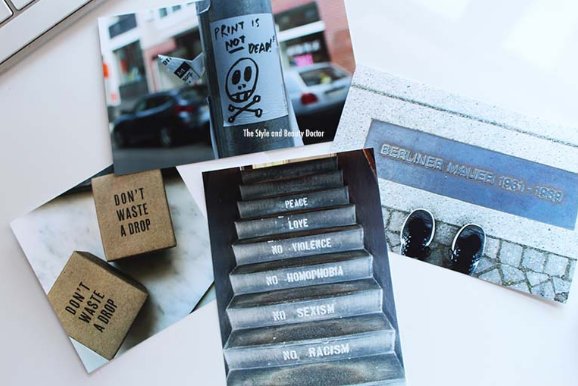 PRINT IS
NOT DEAD!
The Style and Beauty Doctor
BERLINER MAUER 1961 - 1989
DON'T
WASTE
A DROP
DON'T
WASTE
A DROP
PEACE
LOVE
NO VIOLENCE
NO HOMOPHOBIA
NO SEXISM
NO RACISM